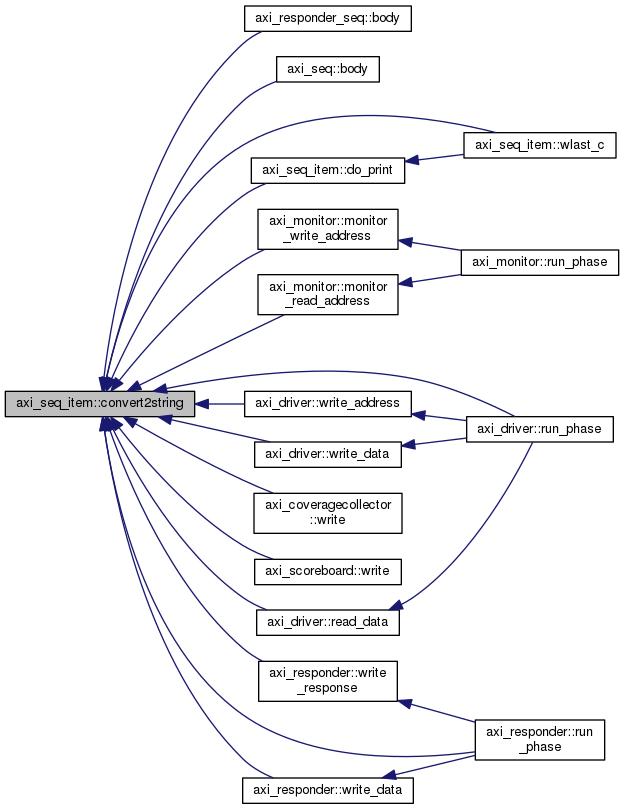 axi_responder_seq::body
axi_seq::body
axi_seq_item::wlast_c
axi_seq_item::do_print
axi_monitor::monitor
_write_address
axi_monitor::run_phase
axi_monitor::monitor
_read_address
axi_seq_item::convert2string
axi_driver::write_address
axi_driver::run_phase
axi_driver::write_data
axi_coveragecollector
::write
axi_scoreboard::write
axi_driver::read_data
axi_responder::write
_response
axi_responder::run
_phase
axi_responder::write_data